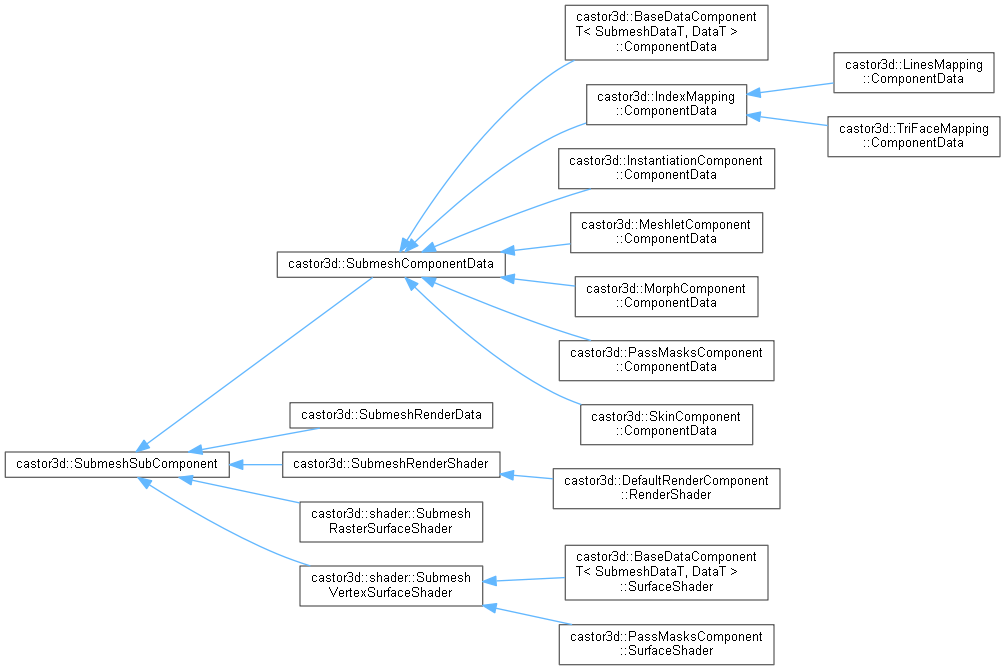 castor3d::BaseDataComponent
T< SubmeshDataT, DataT >
::ComponentData
castor3d::LinesMapping
::ComponentData
castor3d::IndexMapping
::ComponentData
castor3d::TriFaceMapping
::ComponentData
castor3d::InstantiationComponent
::ComponentData
castor3d::MeshletComponent
::ComponentData
castor3d::SubmeshComponentData
castor3d::MorphComponent
::ComponentData
castor3d::PassMasksComponent
::ComponentData
castor3d::SkinComponent
::ComponentData
castor3d::SubmeshRenderData
castor3d::SubmeshSubComponent
castor3d::SubmeshRenderShader
castor3d::DefaultRenderComponent
::RenderShader
castor3d::shader::Submesh
RasterSurfaceShader
castor3d::BaseDataComponent
T< SubmeshDataT, DataT >
::SurfaceShader
castor3d::shader::Submesh
VertexSurfaceShader
castor3d::PassMasksComponent
::SurfaceShader